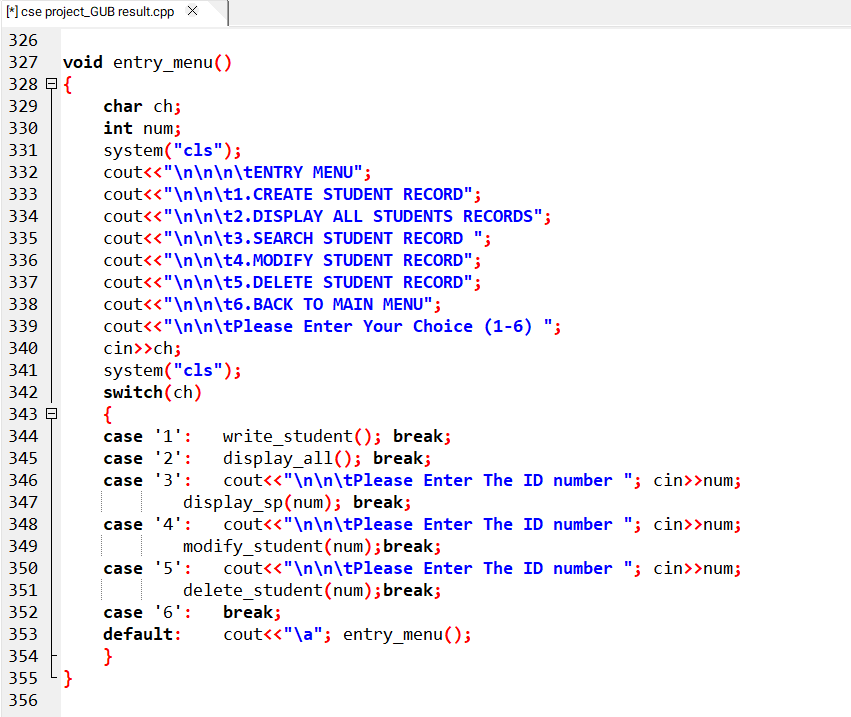 [*] cse project_GUB result.cpp ×
326
327 void entry_menu()
328 {
329     char ch;
330     int num;
331     system("cls");
332     cout<<"\n\n\n\tENTRY MENU";
333     cout<<"\n\n\t1.CREATE STUDENT RECORD";
334     cout<<"\n\n\t2.DISPLAY ALL STUDENTS RECORDS";
335     cout<<"\n\n\t3.SEARCH STUDENT RECORD ";
336     cout<<"\n\n\t4.MODIFY STUDENT RECORD";
337     cout<<"\n\n\t5.DELETE STUDENT RECORD";
338     cout<<"\n\n\t6.BACK TO MAIN MENU";
339     cout<<"\n\n\tPlease Enter Your Choice (1-6) ";
340     cin>>ch;
341     system("cls");
342     switch(ch)
343     {
344     case '1':   write_student(); break;
345     case '2':   display_all(); break;
346     case '3':   cout<<"\n\n\tPlease Enter The ID number "; cin>>num;
347             display_sp(num); break;
348     case '4':   cout<<"\n\n\tPlease Enter The ID number "; cin>>num;
349             modify_student(num);break;
350     case '5':   cout<<"\n\n\tPlease Enter The ID number "; cin>>num;
351             delete_student(num);break;
352     case '6':   break;
353     default:    cout<<"\a"; entry_menu();
354     }
355 }
356